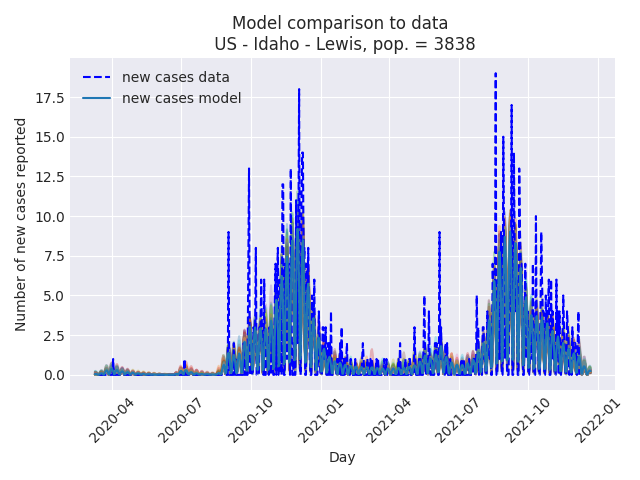 Model comparison to data
US - Idaho - Lewis, pop. = 3838
new cases data
new cases model
Number of new cases reported
17.5
15.0
12.5
10.0
7.5
5.0
2.5
0.0
2020-04
2020-07
2020-10
2021-01
2021-04
2021-07
2021-10
2022-01
Day